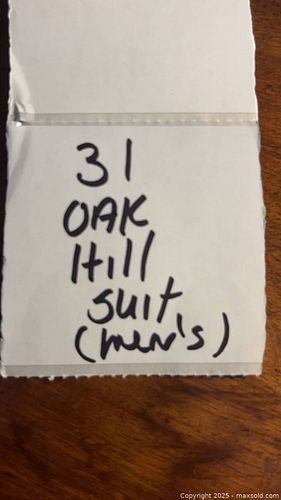 31
OAK
Hill
suit
(men's)
Copyright 2025 - maxsold.com